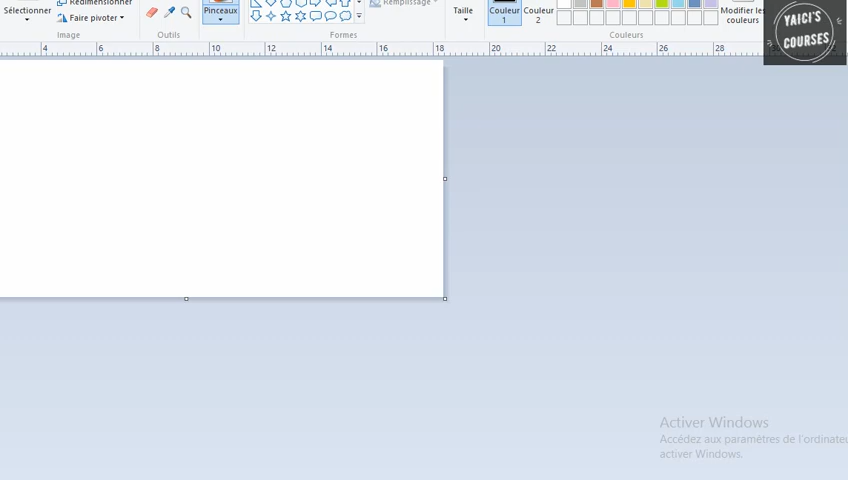 Redimensionner
Sélectionner
Faire pivoter
Pinceaux
Remplissage
Taille
Couleur
1
Couleur
2
Modifier les
couleurs
Image
Outils
Formes
Couleurs
4 6 8 10 12 14 16 18 20 22 24 26 28
YAICI'S
COURSES
Activer Windows
Accédez aux paramètres de l'ordinateu
activer Windows.